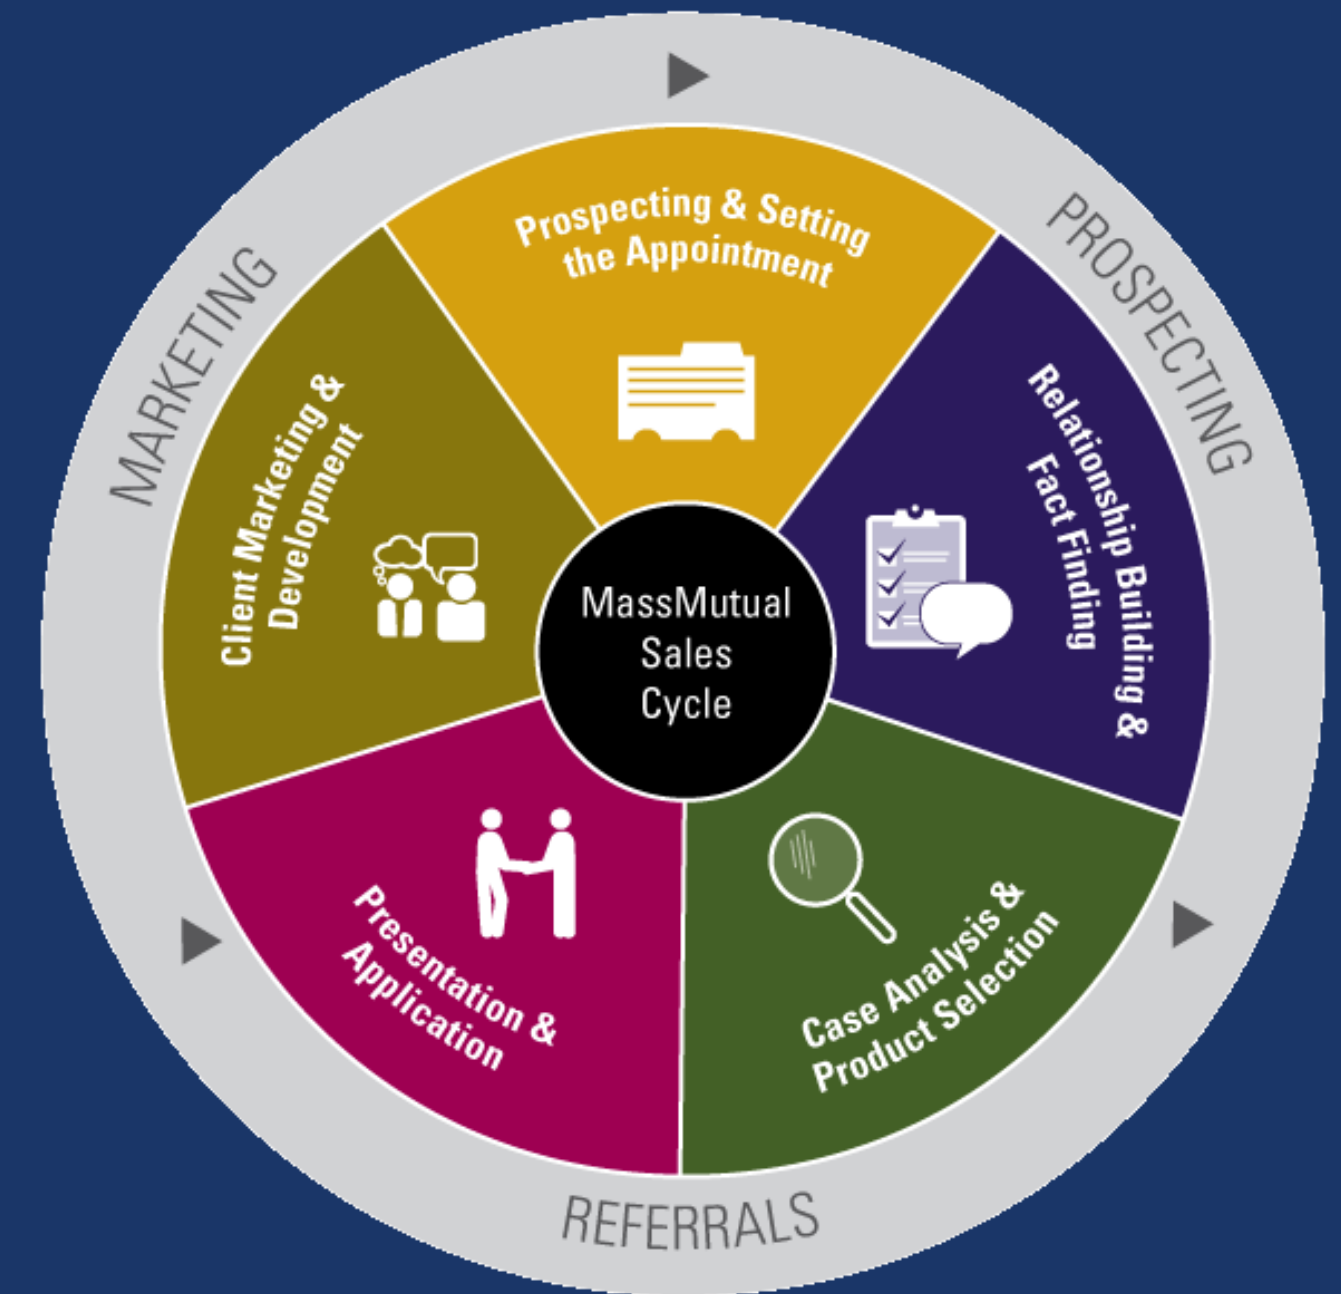 MARKETING
PROSPECTING
REFERRALS
Prospecting & Setting
the Appointment
Relationship Building &
Fact Finding
Case Analysis &
Product Selection
Presentation &
Application
Client Marketing &
Development
MassMutual
Sales
Cycle